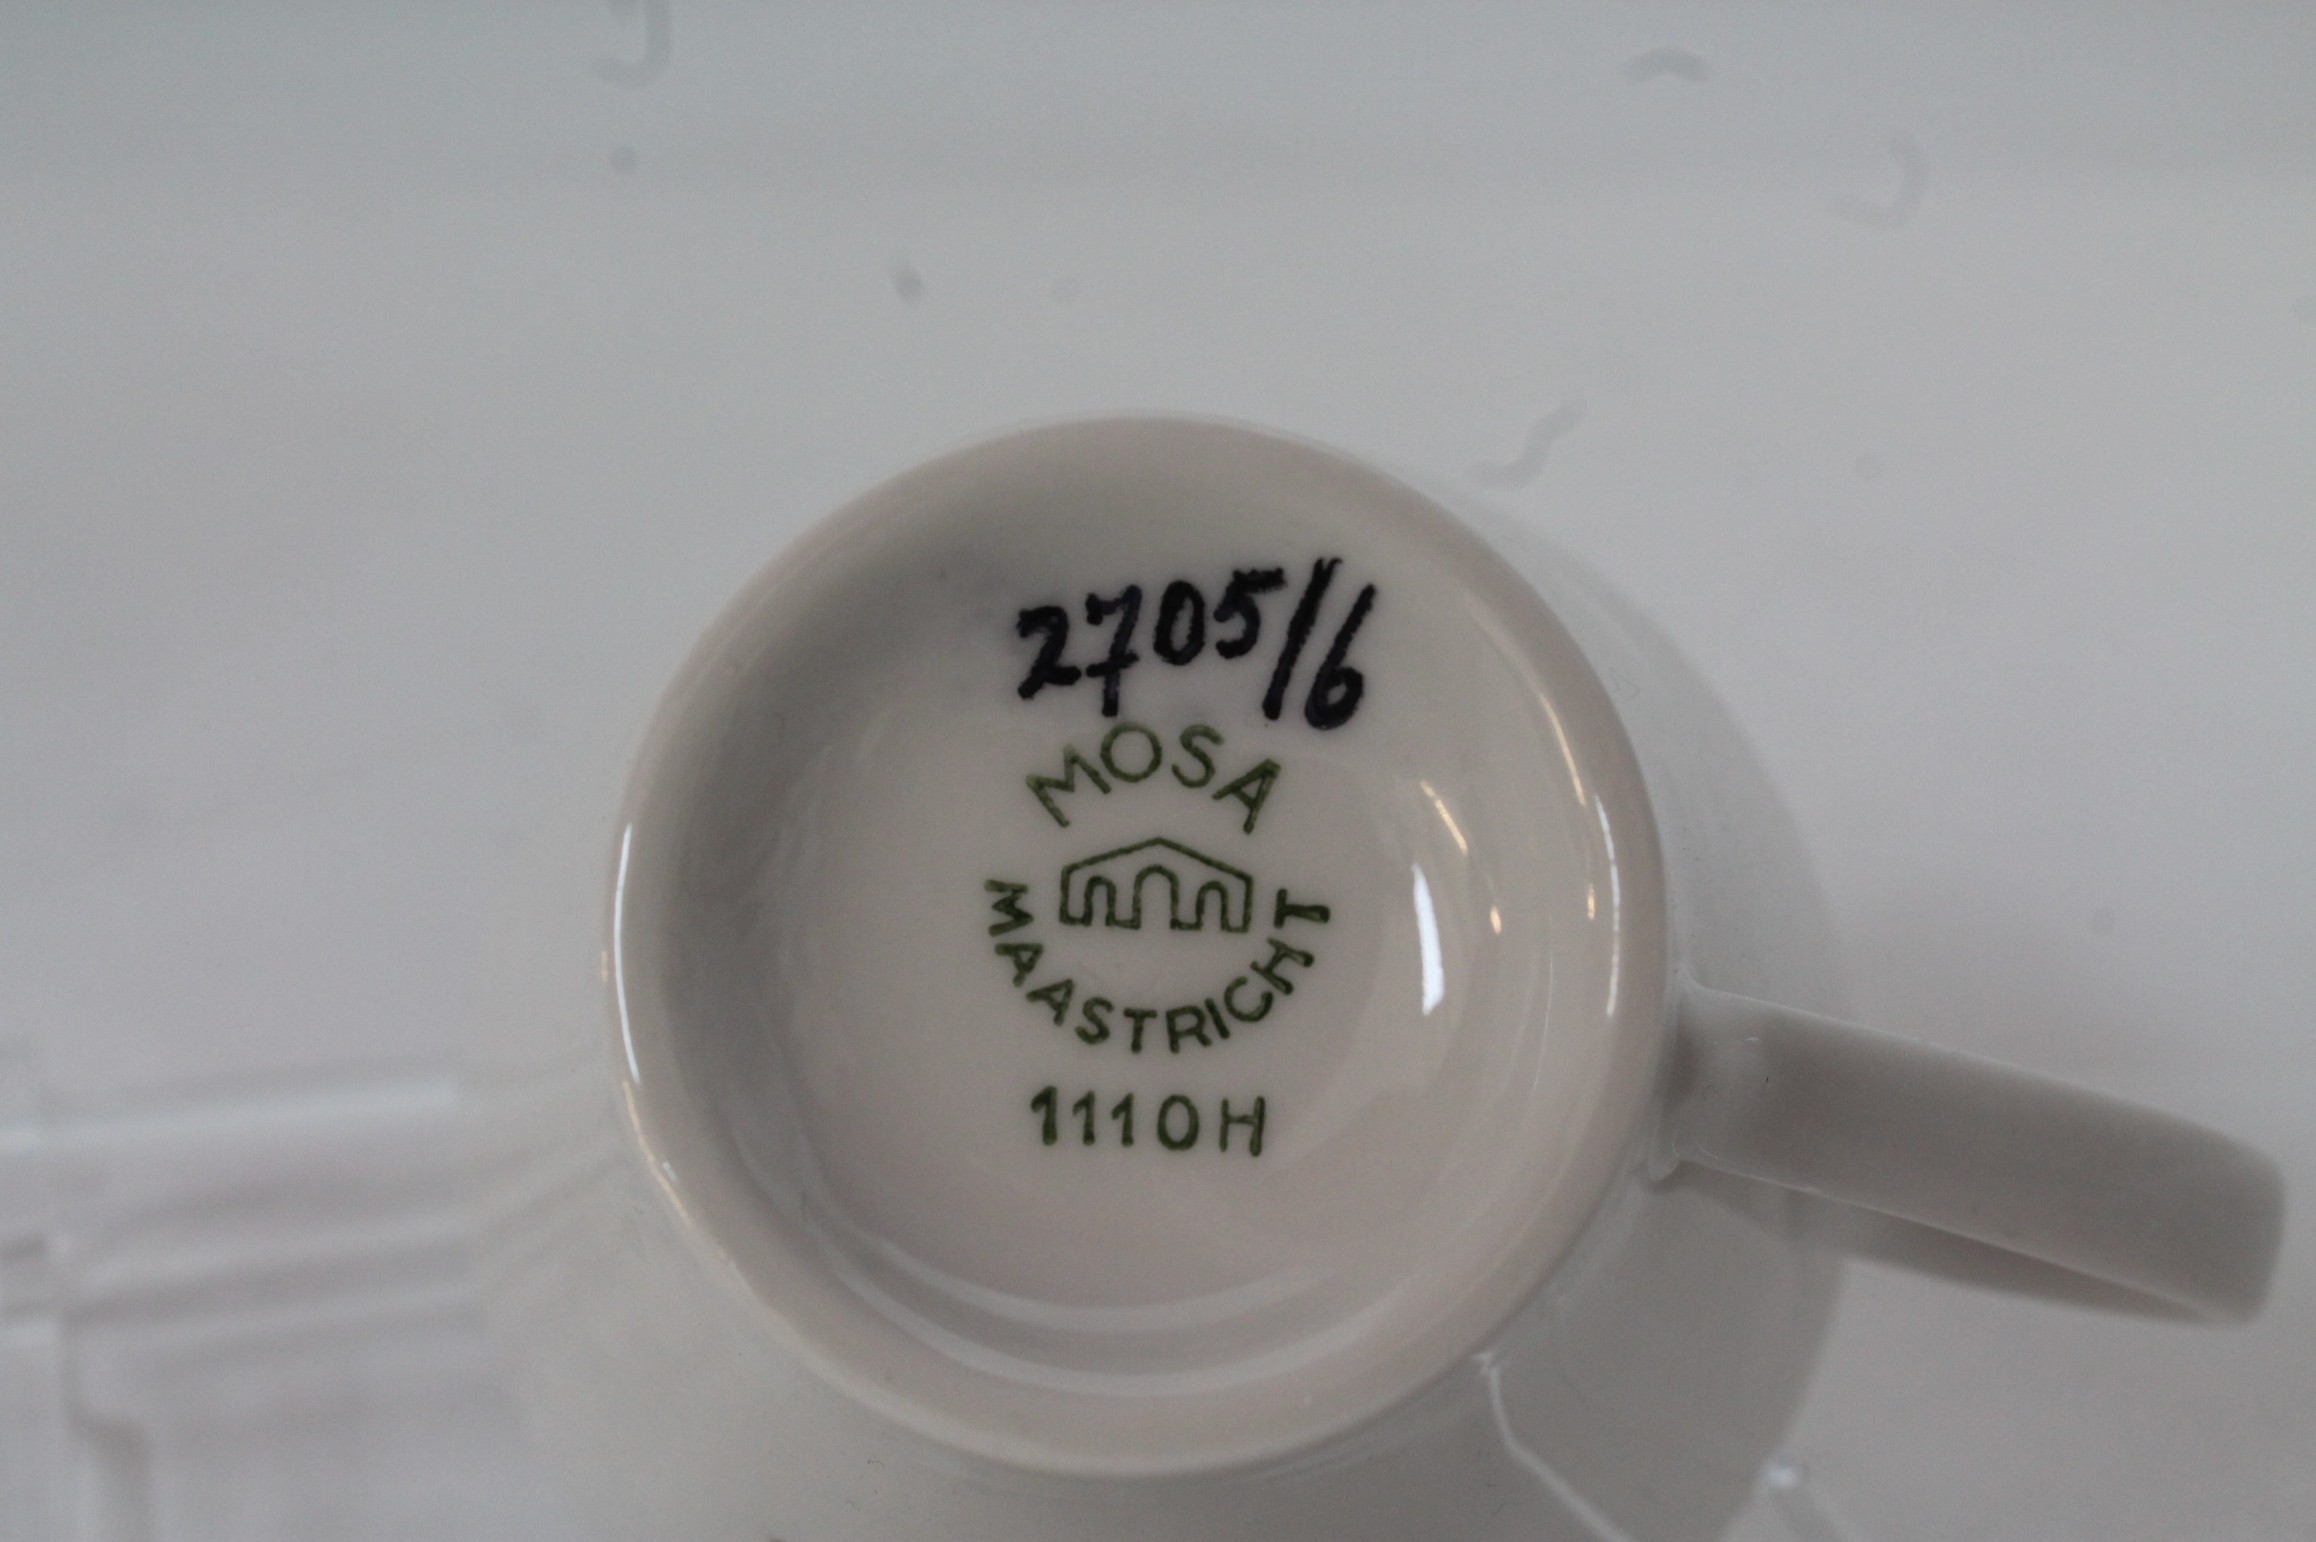 2705/6
MOSA
MAASTRICHT
1110H